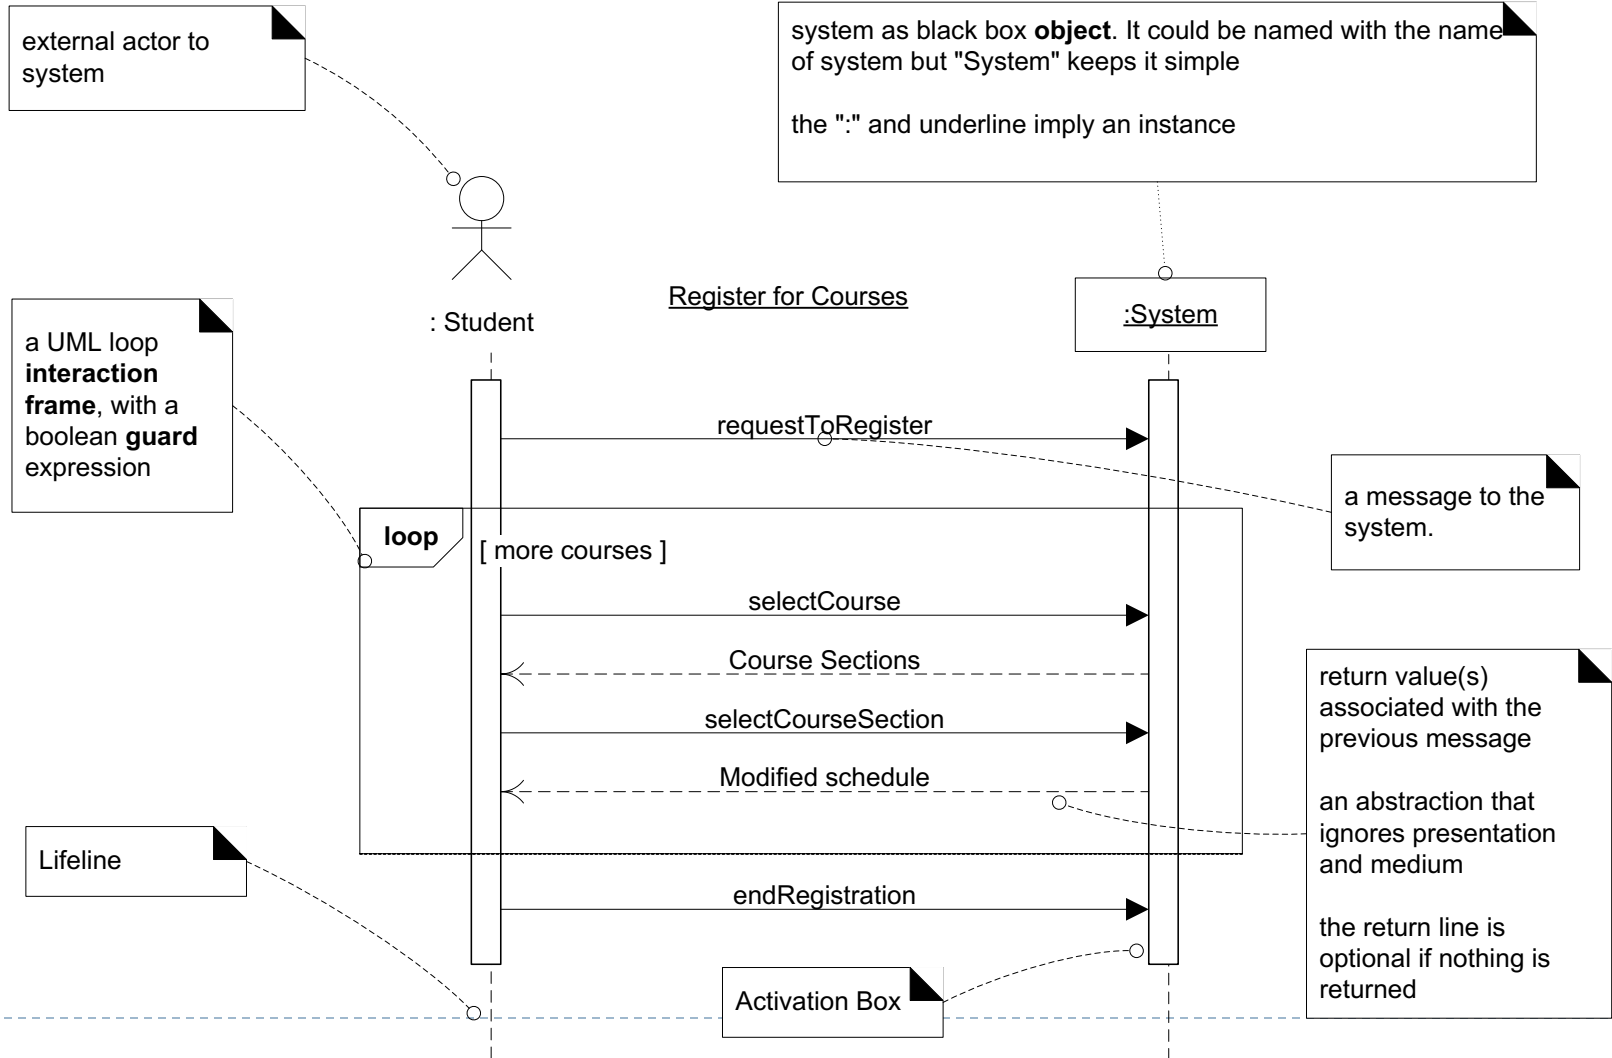 external actor to
system
system as black box object. It could be named with the name
of system but "System" keeps it simple
the ":" and underline imply an instance
: Student
Register for Courses
:System
a UML loop
interaction
frame, with a
boolean guard
expression
requestToRegister
a message to the
system.
loop
[ more courses ]
selectCourse
Course Sections
selectCourseSection
Modified schedule
return value(s)
associated with the
previous message
an abstraction that
ignores presentation
and medium
the return line is
optional if nothing is
returned
Lifeline
endRegistration
Activation Box